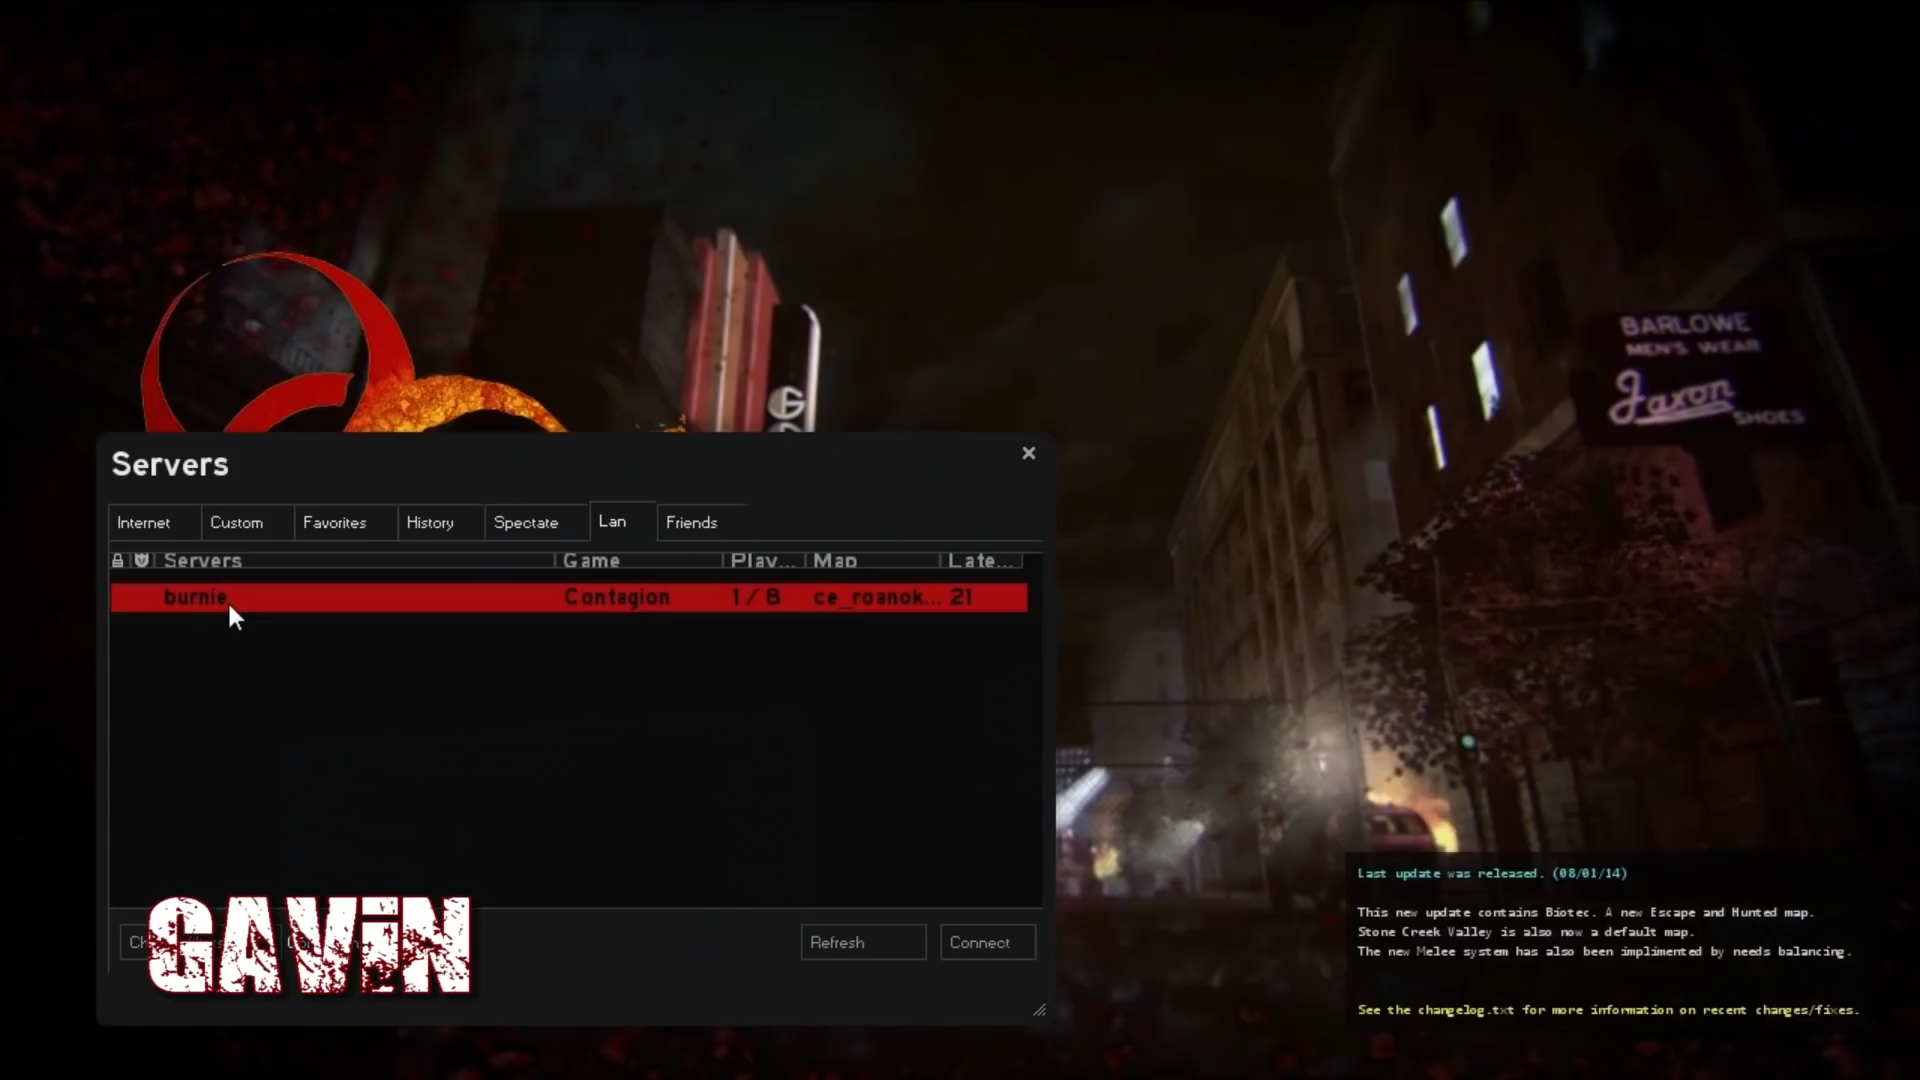 BARLOWE
MEN'S WEAR
Jaxon
SHOES
G
Servers
Internet Custom Favorites History Spectate Lan Friends
Servers Game Play... Map Late...
burnie Contagion 1 / 8 ce_roanok... 21
Refresh Connect
GAViN
Last update was released. (08/01/14)
This new update contains Biotec. A new Escape and Hunted map.
Stone Creek Valley is also now a default map.
The new Melee system has also been implimented by needs balancing.
See the changelog.txt for more information on recent changes/fixes.